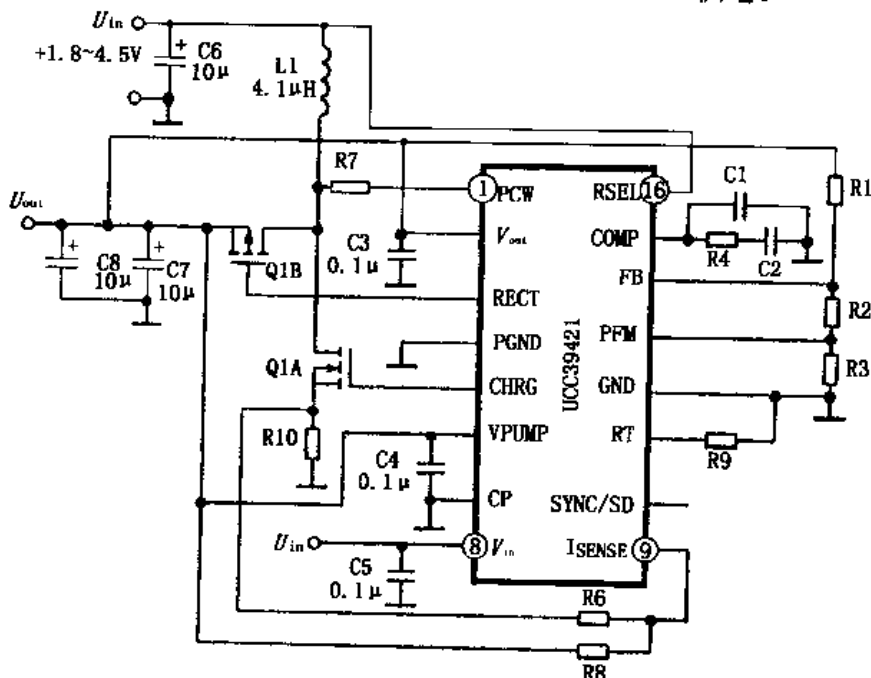 Uin
+1.8~4.5V
C6
10μ
L1
4.1μH
R7
1
PCW
RSEL
16
C1
R1
Uout
C8
10μ
C7
10μ
Q1B
C3
0.1μ
Vout
COMP
R4
C2
FB
RECT
R2
PFM
PGND
UCC39421
R3
Q1A
CHRG
GND
R10
VPUMP
RT
R9
C4
0.1μ
CP
SYNC/SD
Uin
8
Vin
ISENSE
9
C5
0.1μ
R6
R8